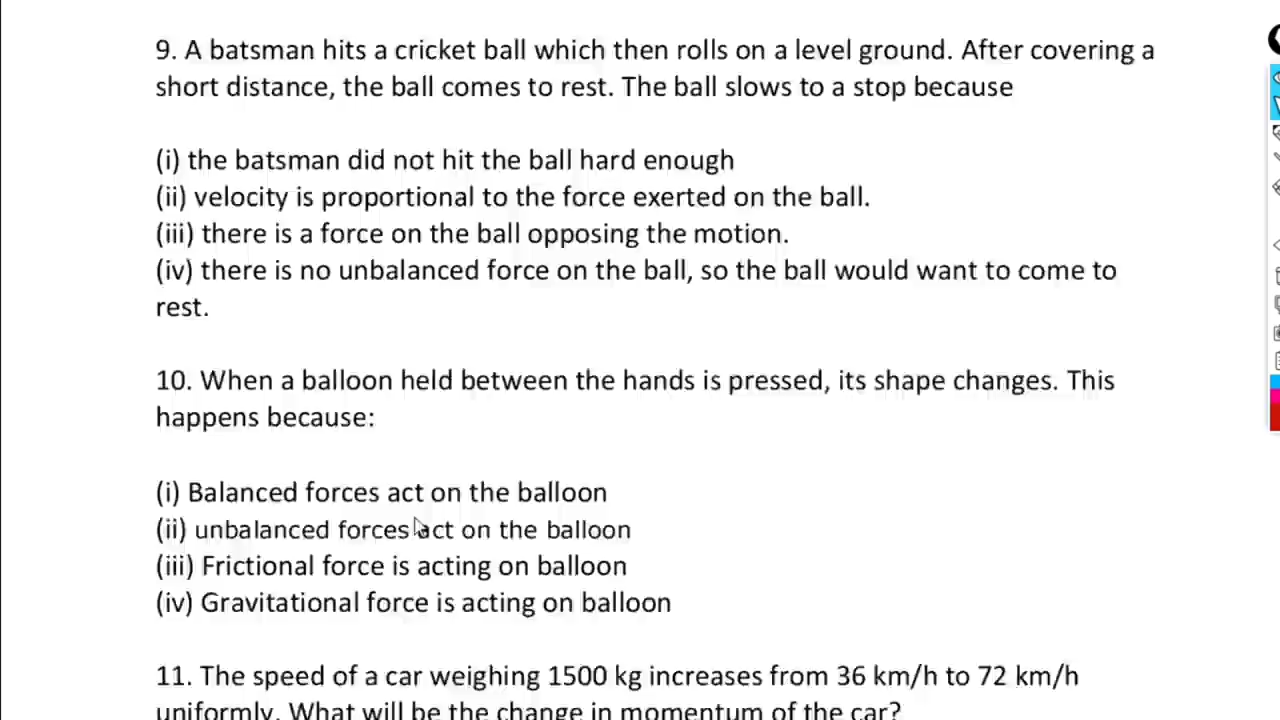 9. A batsman hits a cricket ball which then rolls on a level ground. After covering a
short distance, the ball comes to rest. The ball slows to a stop because
(i) the batsman did not hit the ball hard enough
(ii) velocity is proportional to the force exerted on the ball.
(iii) there is a force on the ball opposing the motion.
(iv) there is no unbalanced force on the ball, so the ball would want to come to
rest.
10. When a balloon held between the hands is pressed, its shape changes. This
happens because:
(i) Balanced forces act on the balloon
(ii) unbalanced forces act on the balloon
(iii) Frictional force is acting on balloon
(iv) Gravitational force is acting on balloon
11. The speed of a car weighing 1500 kg increases from 36 km/h to 72 km/h
uniformly. What will be the change in momentum of the car?